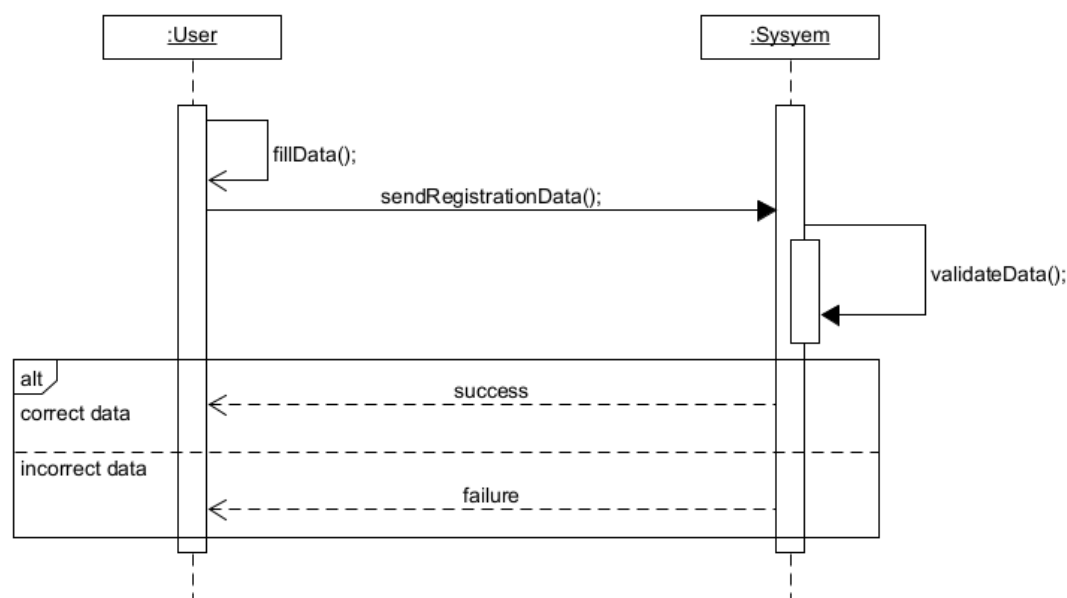 :User
:Sysyem
fillData();
sendRegistrationData();
validateData();
alt
success
correct data
incorrect data
failure